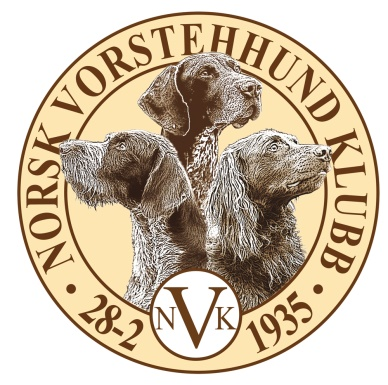 NORSK VORSTEHHUND KLUBB
28-2 1935
NVK